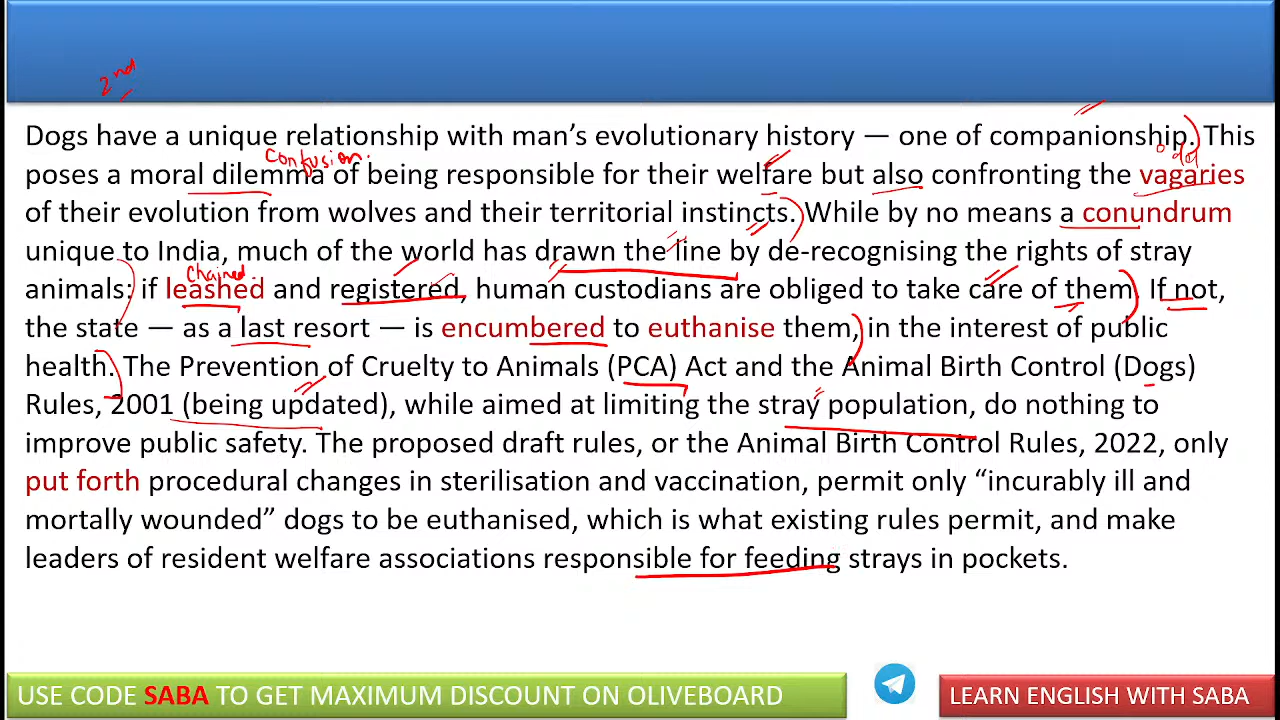 2nd
Dogs have a unique relationship with man’s evolutionary history — one of companionship. This
confusion.
poses a moral dilemma of being responsible for their welfare but also confronting the vagaries
of their evolution from wolves and their territorial instincts. While by no means a conundrum
unique to India, much of the world has drawn the line by de-recognising the rights of stray
chained.
animals: if leashed and registered, human custodians are obliged to take care of them. If not,
the state — as a last resort — is encumbered to euthanise them, in the interest of public
health. The Prevention of Cruelty to Animals (PCA) Act and the Animal Birth Control (Dogs)
Rules, 2001 (being updated), while aimed at limiting the stray population, do nothing to
improve public safety. The proposed draft rules, or the Animal Birth Control Rules, 2022, only
put forth procedural changes in sterilisation and vaccination, permit only “incurably ill and
mortally wounded” dogs to be euthanised, which is what existing rules permit, and make
leaders of resident welfare associations responsible for feeding strays in pockets.
USE CODE SABA TO GET MAXIMUM DISCOUNT ON OLIVEBOARD
LEARN ENGLISH WITH SABA